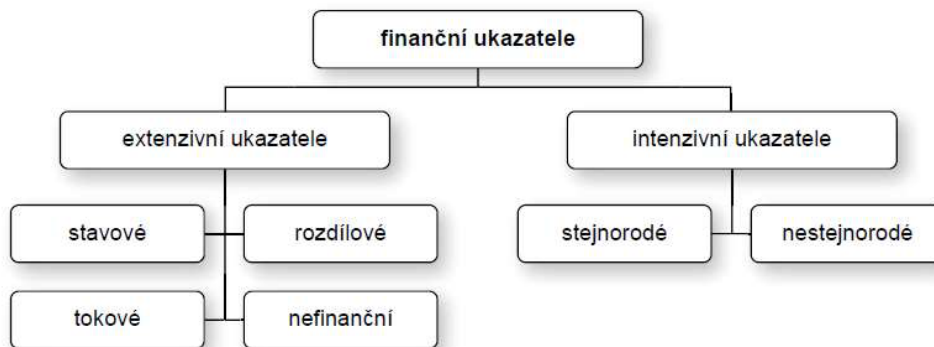 finanční ukazatele
extenzivní ukazatele
intenzivní ukazatele
stavové
rozdílové
stejnorodé
nestejnorodé
tokové
nefinanční